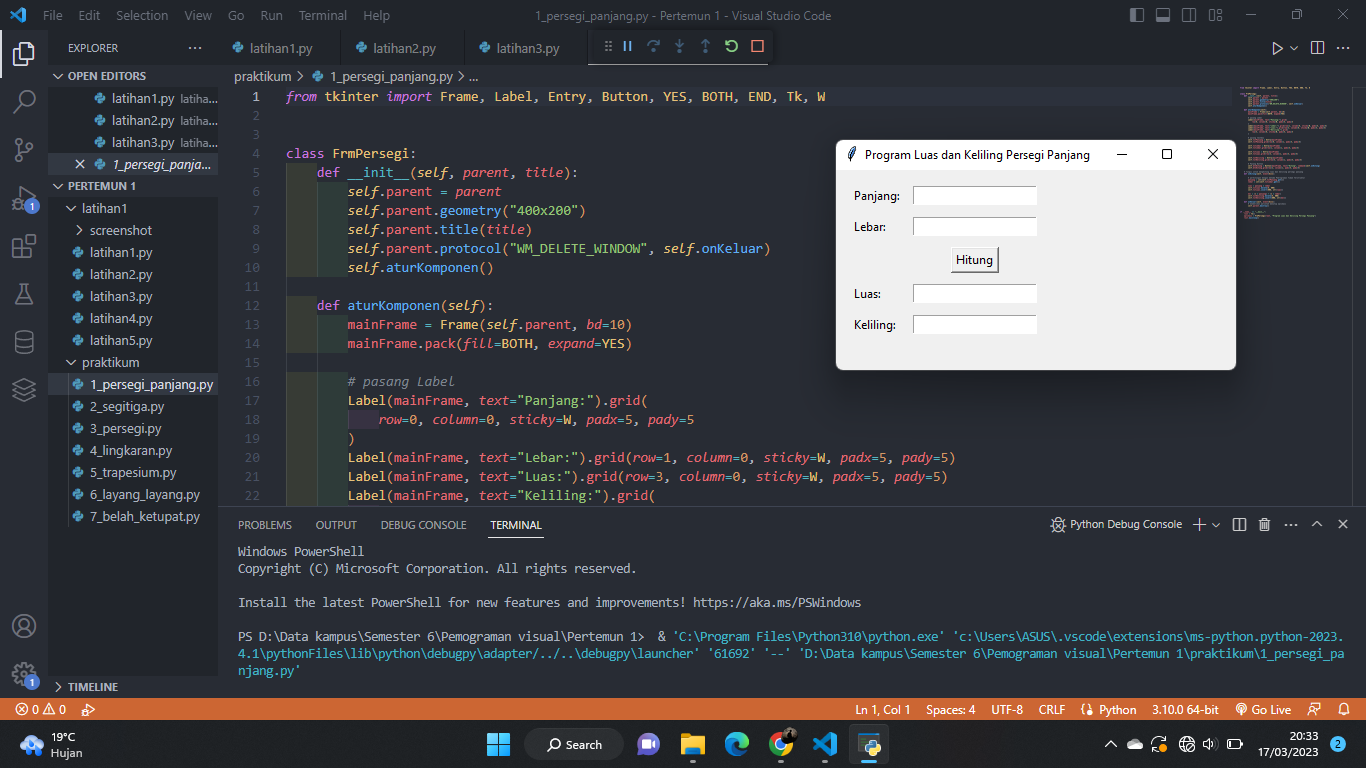 File Edit Selection View Go Run Terminal Help
1_persegi_panjang.py - Pertemun 1 - Visual Studio Code
EXPLORER
latihan1.py latihan2.py latihan3.py
OPEN EDITORS
latihan1.py latiha...
latihan2.py latiha...
latihan3.py latiha...
1_persegi_panja...
PERTEMUN 1
latihan1
screenshot
latihan1.py
latihan2.py
latihan3.py
latihan4.py
latihan5.py
praktikum
1_persegi_panjang.py
2_segitiga.py
3_persegi.py
4_lingkaran.py
5_trapesium.py
6_layang_layang.py
7_belah_ketupat.py
TIMELINE
1
1
praktikum > 1_persegi_panjang.py > ...
1 from tkinter import Frame, Label, Entry, Button, YES, BOTH, END, Tk, W
2
3
4 class FrmPersegi:
5 def __init__(self, parent, title):
6 self.parent = parent
7 self.parent.geometry("400x200")
8 self.parent.title(title)
9 self.parent.protocol("WM_DELETE_WINDOW", self.onKeluar)
10 self.aturKomponen()
11
12 def aturKomponen(self):
13 mainFrame = Frame(self.parent, bd=10)
14 mainFrame.pack(fill=BOTH, expand=YES)
15
16 # pasang Label
17 Label(mainFrame, text="Panjang:").grid(
18 row=0, column=0, sticky=W, padx=5, pady=5
19 )
20 Label(mainFrame, text="Lebar:").grid(row=1, column=0, sticky=W, padx=5, pady=5)
21 Label(mainFrame, text="Luas:").grid(row=3, column=0, sticky=W, padx=5, pady=5)
22 Label(mainFrame, text="Keliling:").grid(
Program Luas dan Keliling Persegi Panjang
Panjang:
Lebar:
Hitung
Luas:
Keliling:
PROBLEMS OUTPUT DEBUG CONSOLE TERMINAL
Python Debug Console
Windows PowerShell
Copyright (C) Microsoft Corporation. All rights reserved.
Install the latest PowerShell for new features and improvements! https://aka.ms/PSWindows
PS D:\Data kampus\Semester 6\Pemograman visual\Pertemun 1> & 'C:\Program Files\Python310\python.exe' 'c:\Users\ASUS\.vscode\extensions\ms-python.python-2023.
4.1\pythonFiles\lib\python\debugpy\adapter/../..\debugpy\launcher' '61692' '--' 'D:\Data kampus\Semester 6\Pemograman visual\Pertemun 1\praktikum\1_persegi_pa
njang.py'
0 0
Ln 1, Col 1 Spaces: 4 UTF-8 CRLF Python 3.10.0 64-bit Go Live
19°C
Hujan
Search
20:33
17/03/2023
2